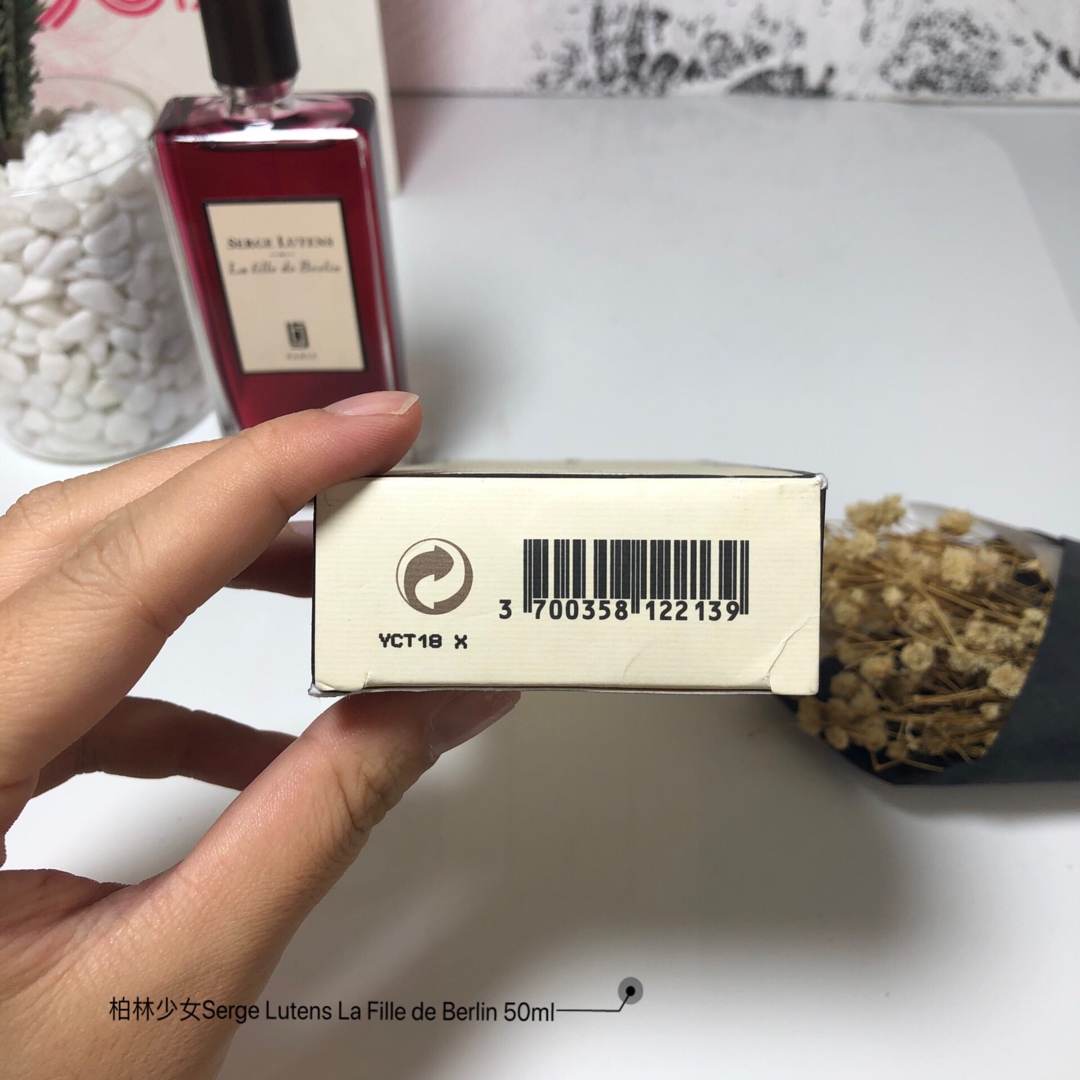 SERGE LUTENS
La fille de Berlin
PARIS
3 700358 122139
YCT18 X
柏林少女Serge Lutens La Fille de Berlin 50ml